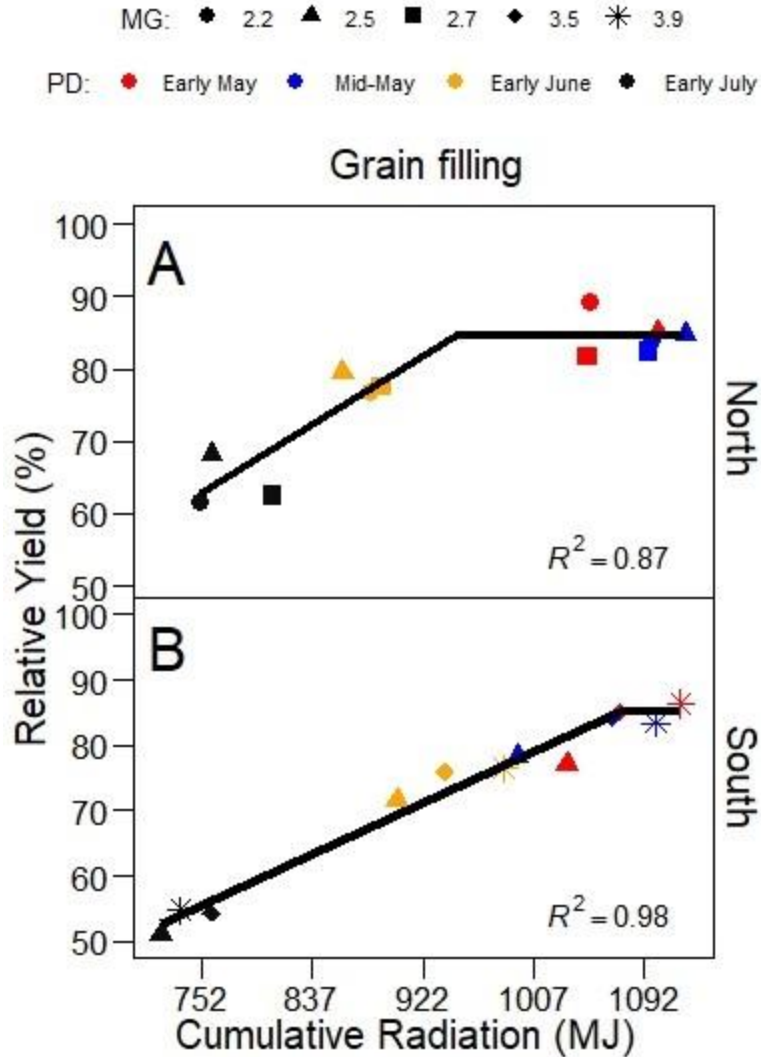 MG: 2.2 2.5 2.7 3.5 3.9
PD: Early May Mid-May Early June Early July
Grain filling
A
100
90
80
70
60
50
R² = 0.87
North
Relative Yield (%)
B
100
90
80
70
60
50
R² = 0.98
South
752 837 922 1007 1092
Cumulative Radiation (MJ)